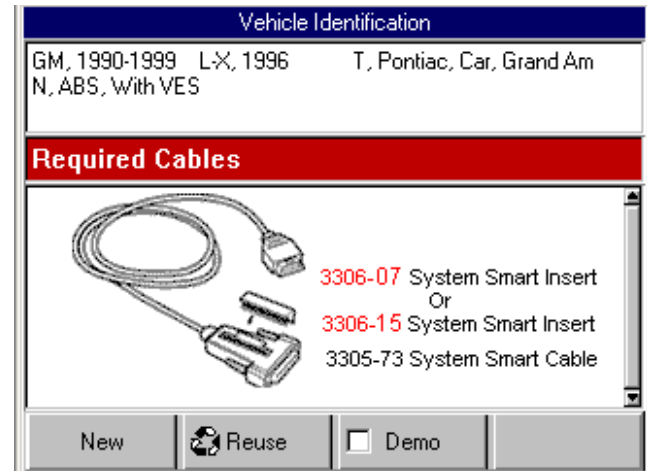 Vehicle Identification
GM, 1990-1999 L-X, 1996 T, Pontiac, Car, Grand Am
N, ABS, With VES
Required Cables
3306-07 System Smart Insert
Or
3306-15 System Smart Insert
3305-73 System Smart Cable
New Reuse Demo